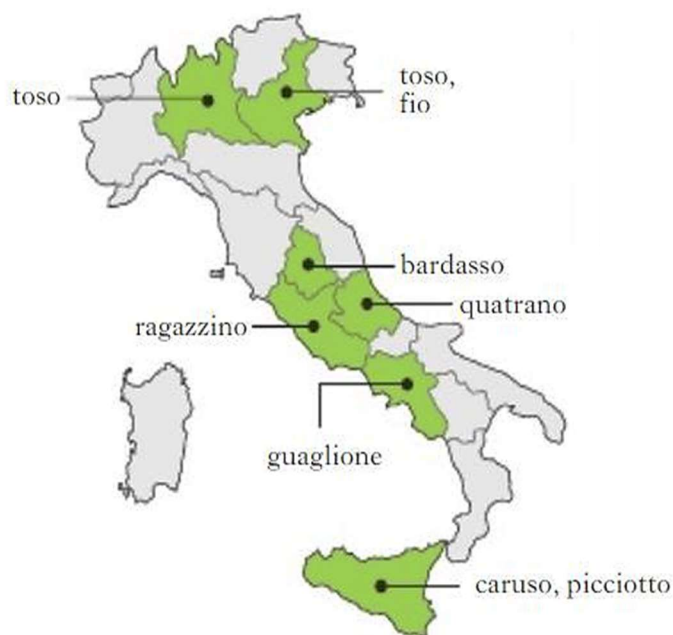 toso
toso,
fio
bardasso
quatrano
ragazzino
guaglione
caruso, picciotto